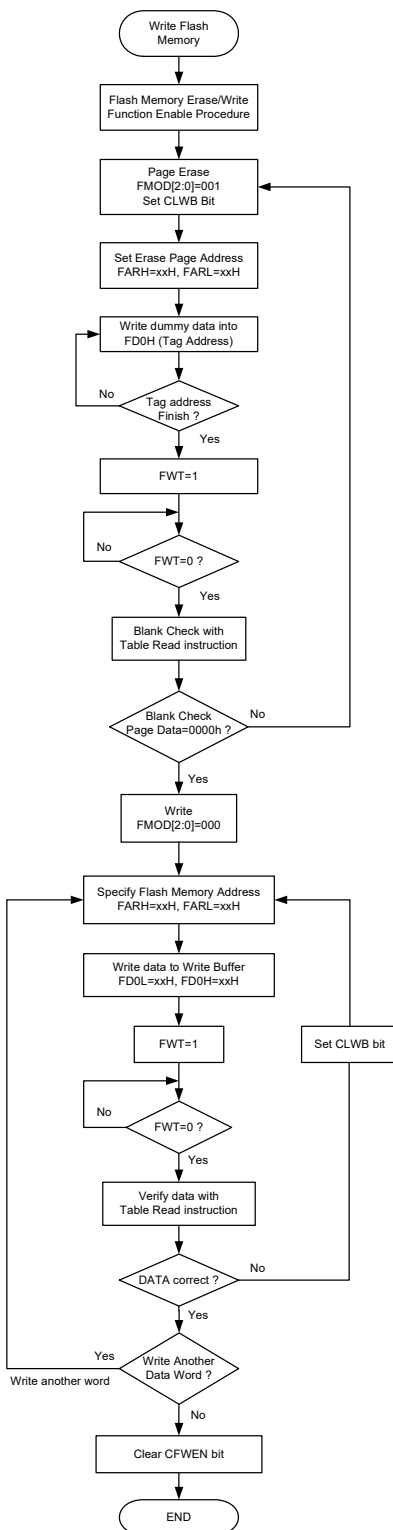 Write Flash
Memory
Flash Memory Erase/Write
Function Enable Procedure
Page Erase
FMOD[2:0]=001
Set CLWB Bit
Set Erase Page Address
FARH=xxH, FARL=xxH
Write dummy data into
FD0H (Tag Address)
No
Tag address
Finish ?
Yes
FWT=1
No
FWT=0 ?
Yes
Blank Check with
Table Read instruction
Blank Check
Page Data=0000h ?
No
Yes
Write
FMOD[2:0]=000
Specify Flash Memory Address
FARH=xxH, FARL=xxH
Write data to Write Buffer
FD0L=xxH, FD0H=xxH
FWT=1
Set CLWB bit
No
FWT=0 ?
Yes
Verify data with
Table Read instruction
DATA correct ?
No
Yes
Yes
Write another word
Write Another
Data Word ?
No
Clear CFWEN bit
END